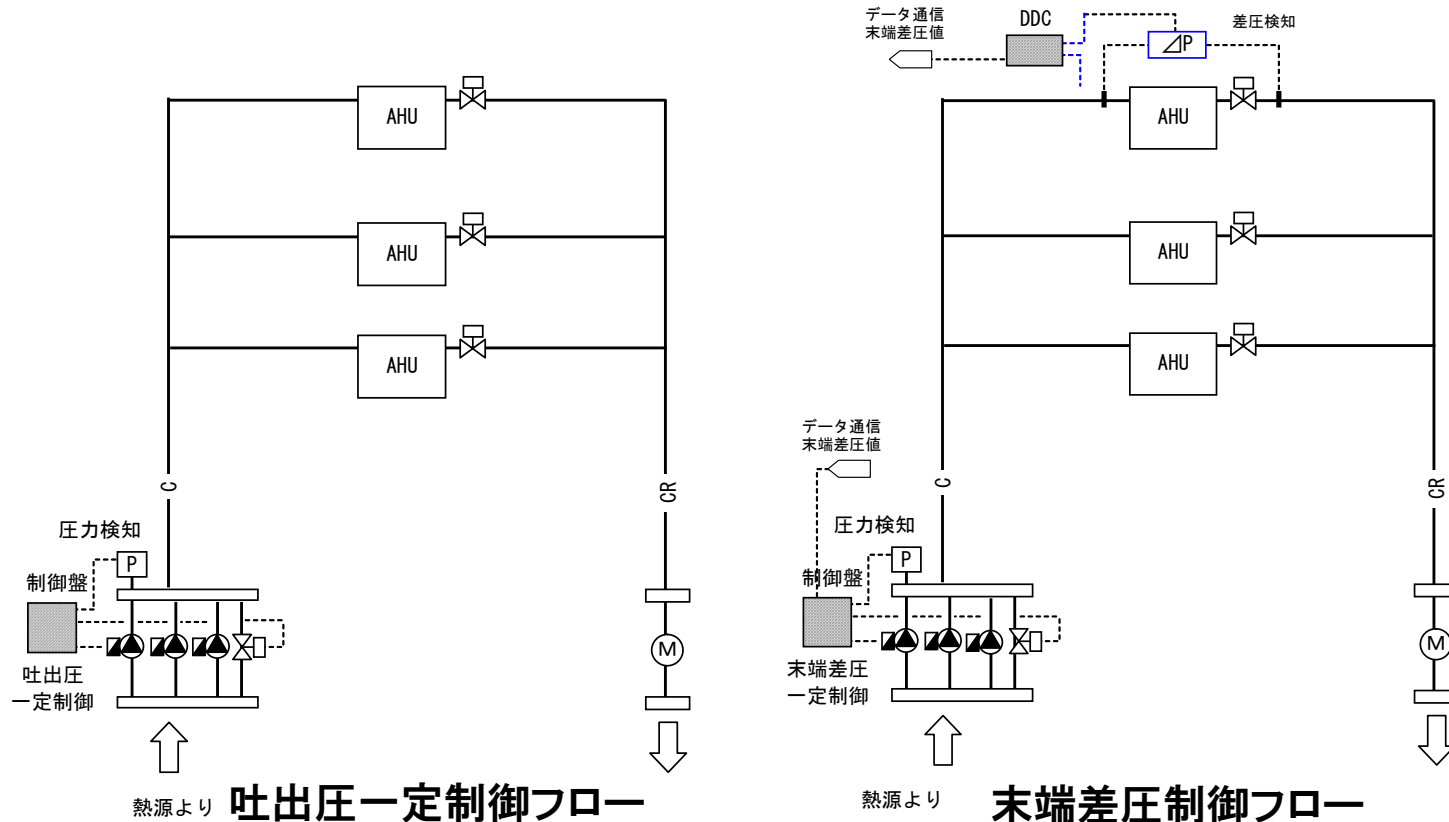 AHU
AHU
AHU
C
CR
圧力検知
P
制御盤
吐出圧
一定制御
M
熱源より
吐出圧一定制御フロー
データ通信
末端差圧値
DDC
⊿P
差圧検知
AHU
AHU
AHU
データ通信
末端差圧値
C
CR
圧力検知
P
制御盤
末端差圧
一定制御
M
熱源より
末端差圧制御フロー